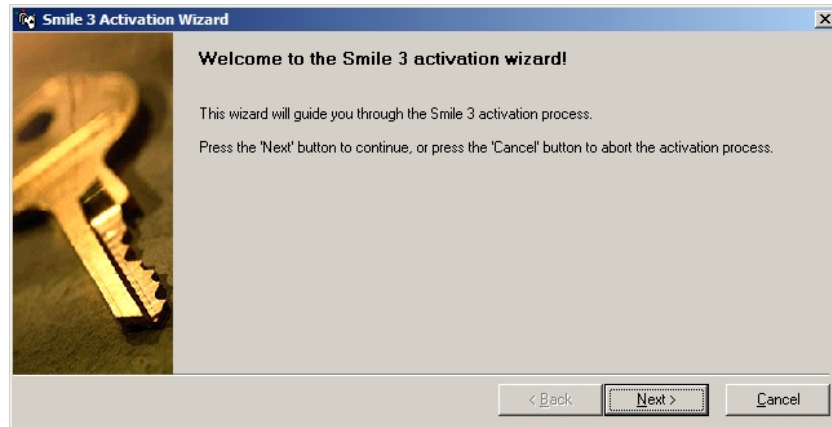 Smile 3 Activation Wizard
Welcome to the Smile 3 activation wizard!
This wizard will guide you through the Smile 3 activation process.
Press the 'Next' button to continue, or press the 'Cancel' button to abort the activation process.
< Back Next > Cancel